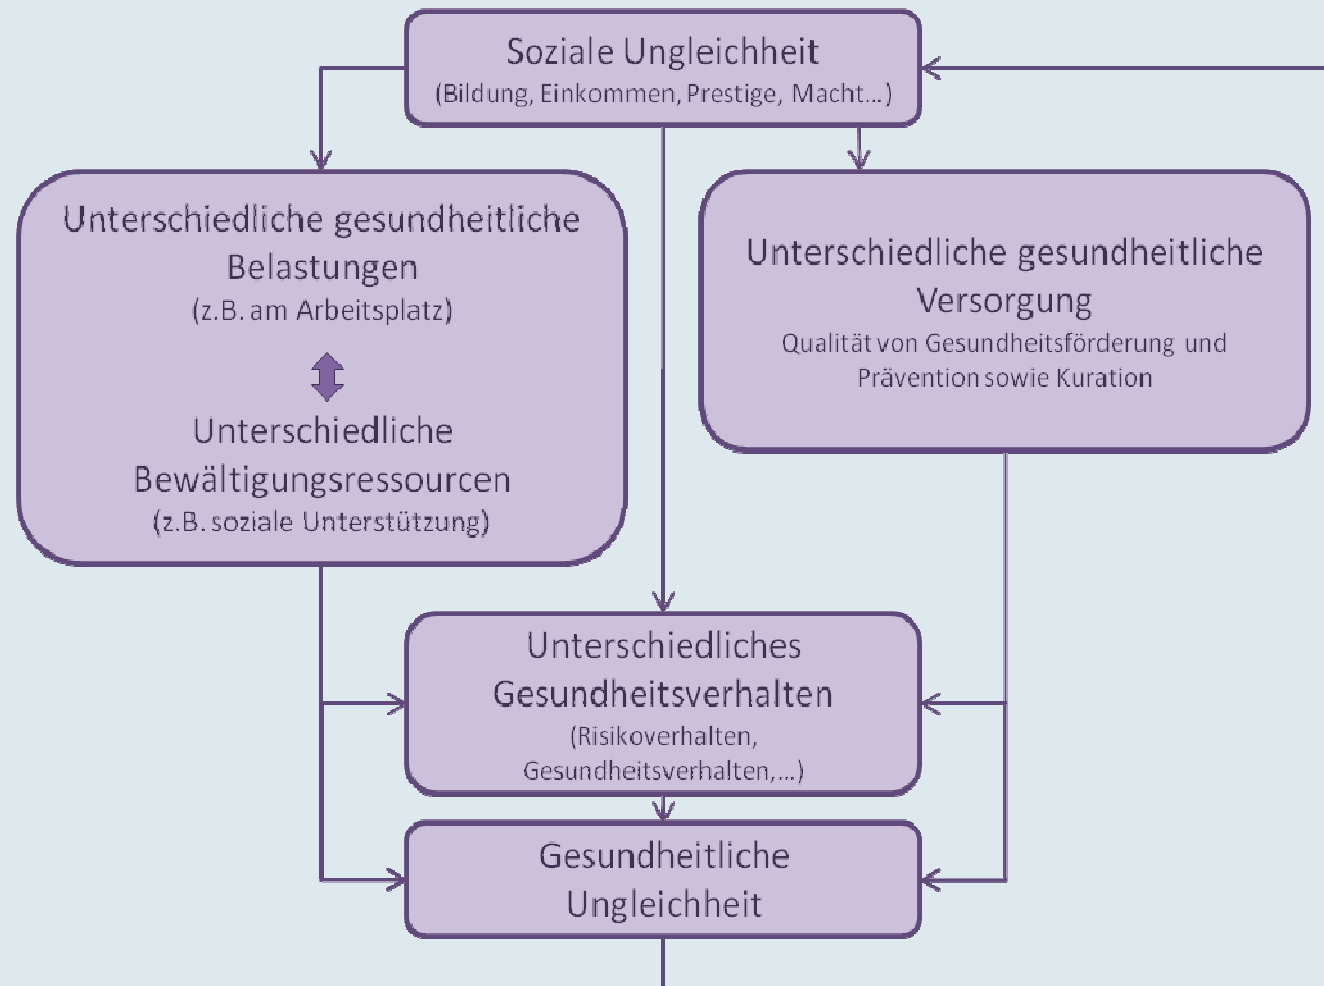 Soziale Ungleichheit
(Bildung, Einkommen, Prestige, Macht...)
Unterschiedliche gesundheitliche
Belastungen
(z.B. am Arbeitsplatz)
Unterschiedliche
Bewältigungsressourcen
(z.B. soziale Unterstützung)
Unterschiedliche gesundheitliche
Versorgung
Qualität von Gesundheitsförderung und
Prävention sowie Kuration
Unterschiedliches
Gesundheitsverhalten
(Risikoverhalten,
Gesundheitsverhalten,...)
Gesundheitliche
Ungleichheit